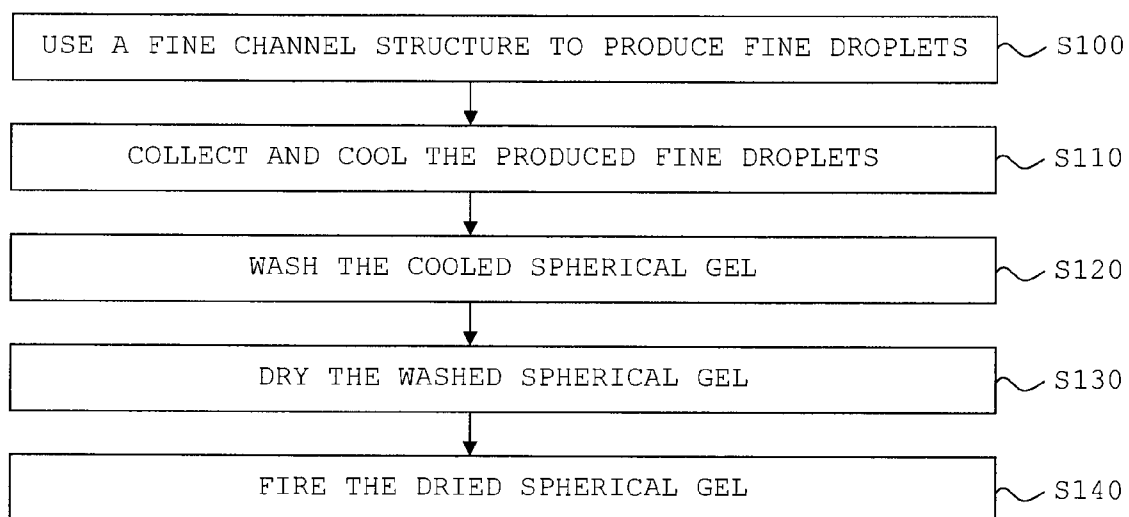 USE A FINE CHANNEL STRUCTURE TO PRODUCE FINE DROPLETS S100
COLLECT AND COOL THE PRODUCED FINE DROPLETS S110
WASH THE COOLED SPHERICAL GEL S120
DRY THE WASHED SPHERICAL GEL S130
FIRE THE DRIED SPHERICAL GEL S140